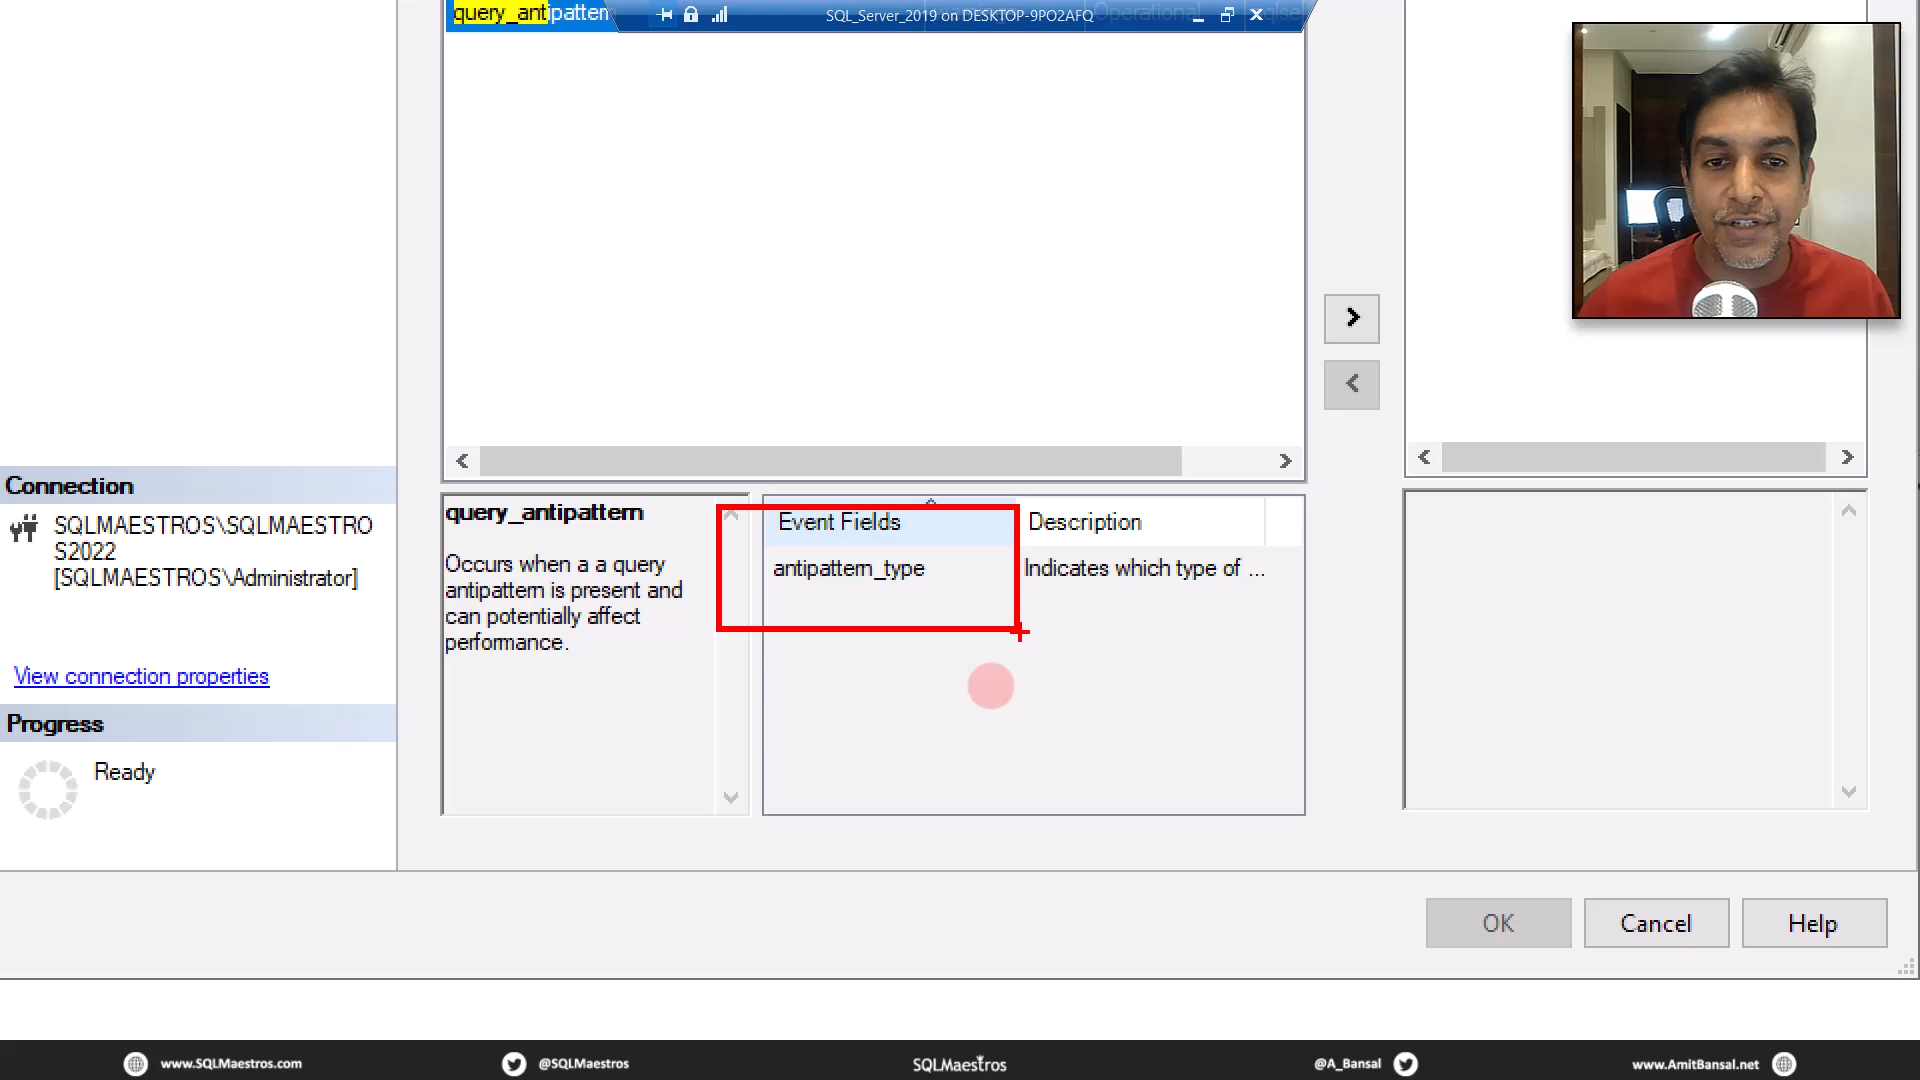 query_antipattern
SQL_Server_2019 on DESKTOP-9PO2AFQ
Operational
Connection
SQLMAESTROS\SQLMAESTRO
S2022
[SQLMAESTROS\Administrator]
View connection properties
Progress
Ready
query_antipattern
Occurs when a a query
antipattern is present and
can potentially affect
performance.
Event Fields Description
antipattern_type Indicates which type of ...
OK Cancel Help
www.SQLMaestros.com @SQLMaestros SQLMaestros @A_Bansal www.AmitBansal.net